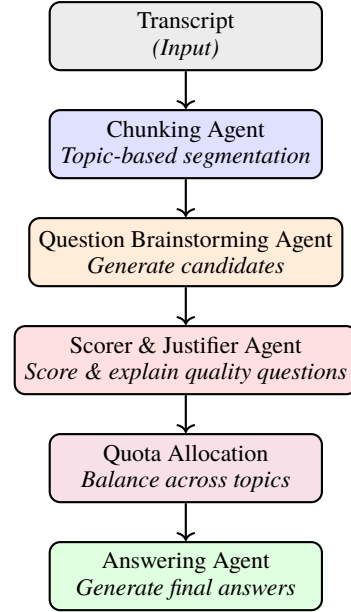 Transcript
(Input)
Chunking Agent
Topic-based segmentation
Question Brainstorming Agent
Generate candidates
Scorer & Justifier Agent
Score & explain quality questions
Quota Allocation
Balance across topics
Answering Agent
Generate final answers